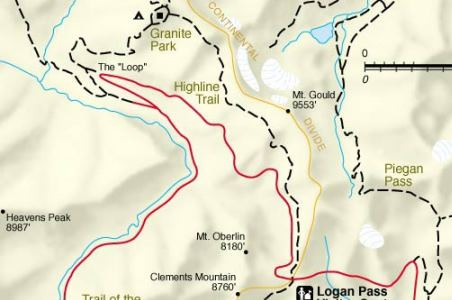 CONTINENTAL
Granite
Park
The "Loop"
Highline
Trail
Mt. Gould
9553'
0
0
DIVIDE
Piegan
Pass
Heavens Peak
8987'
Mt. Oberlin
8180'
Clements Mountain
8760'
Logan Pass
Trail of the